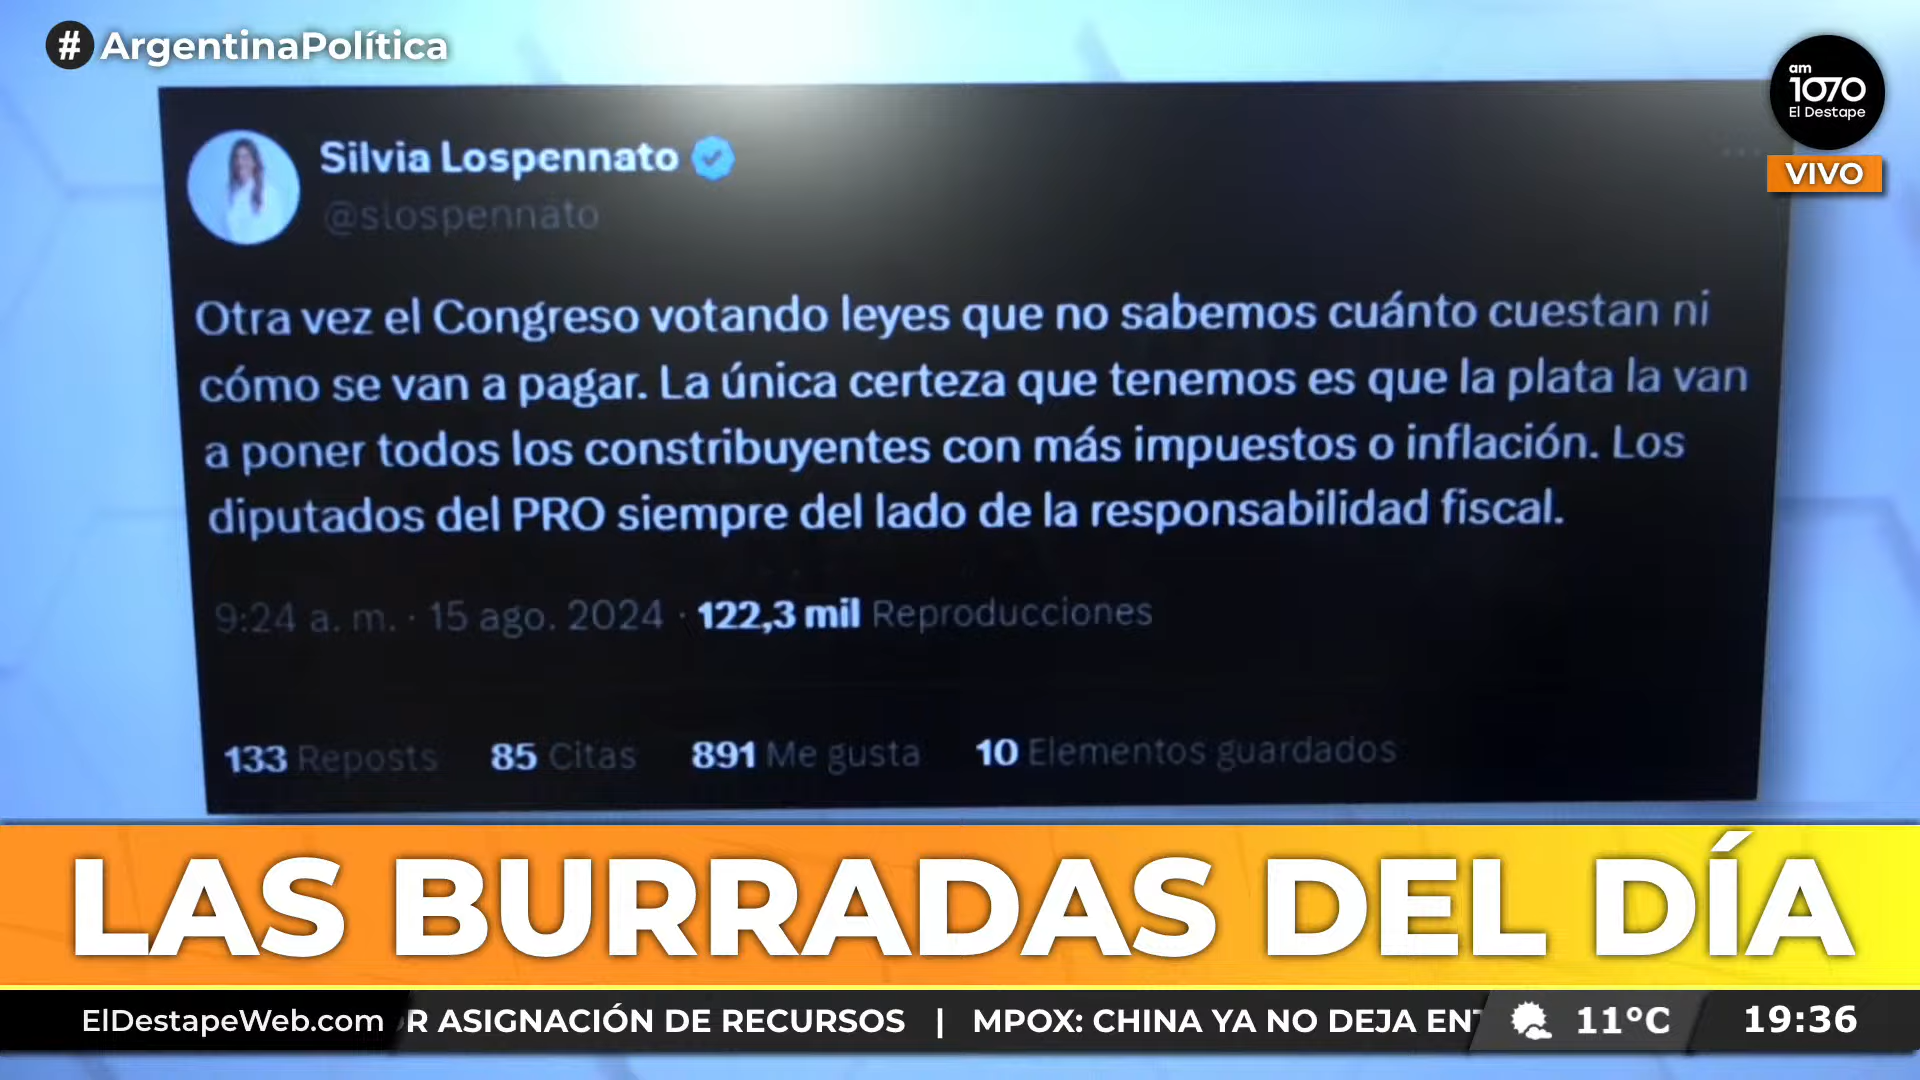 # ArgentinaPolítica
am
1070
El Destape
VIVO
Silvia Lospennato
@slospennato
Otra vez el Congreso votando leyes que no sabemos cuánto cuestan ni
cómo se van a pagar. La única certeza que tenemos es que la plata la van
a poner todos los constribuyentes con más impuestos o inflación. Los
diputados del PRO siempre del lado de la responsabilidad fiscal.
9:24 a. m. · 15 ago. 2024 · 122,3 mil Reproducciones
133 Reposts 85 Citas 891 Me gusta 10 Elementos guardados
LAS BURRADAS DEL DÍA
ElDestapeWeb.com R ASIGNACIÓN DE RECURSOS | MPOX: CHINA YA NO DEJA ENT 11°C 19:36